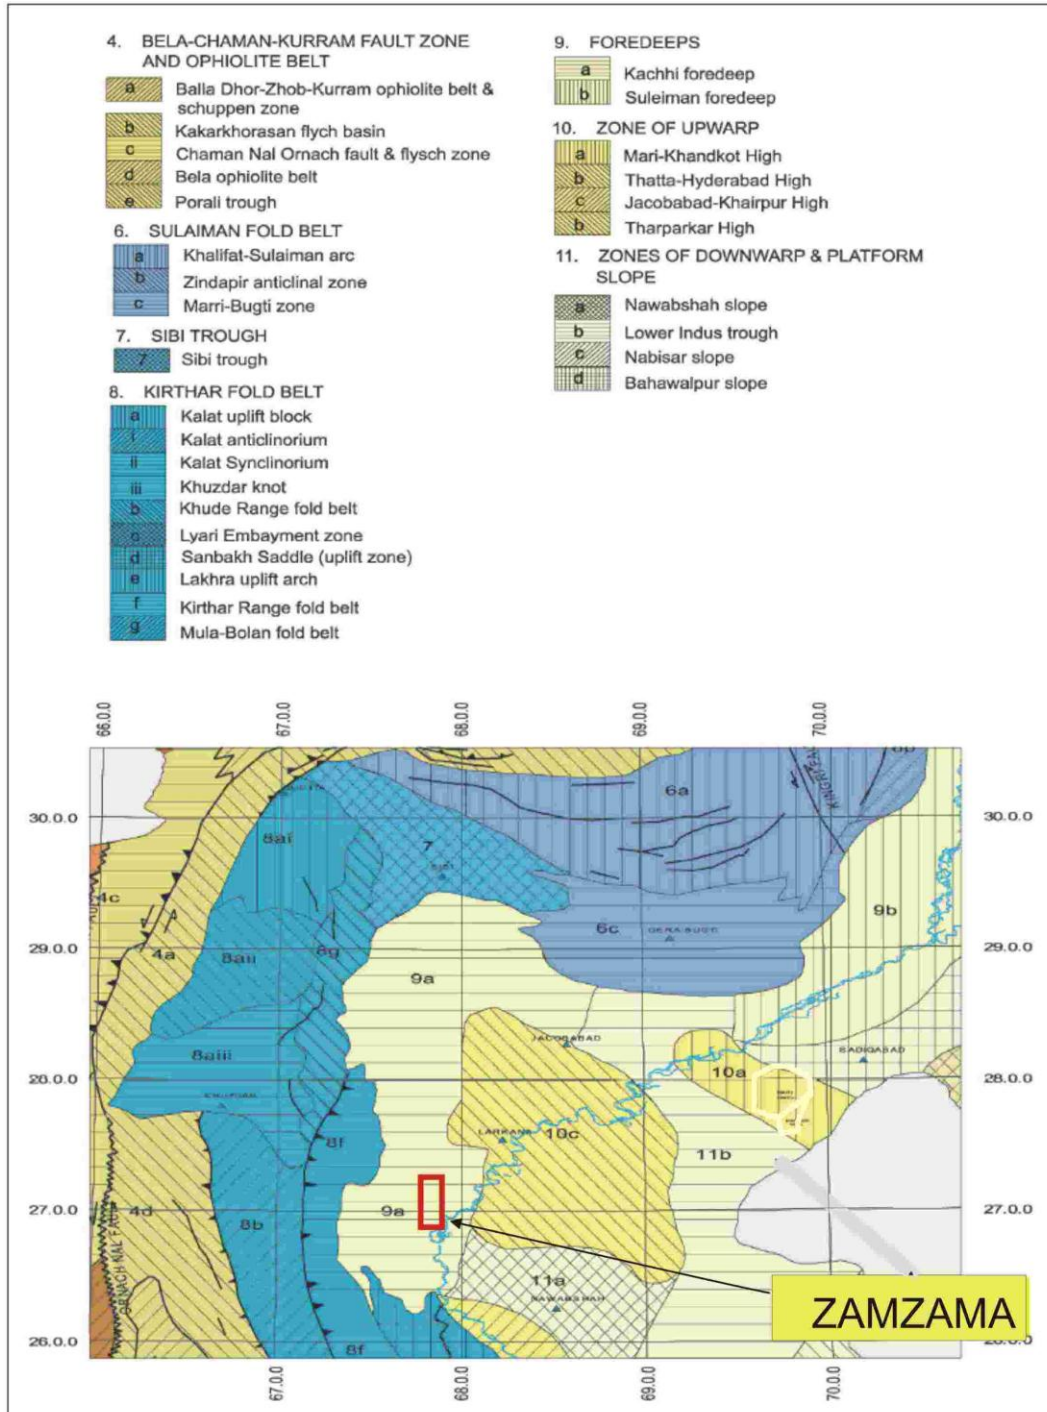 4. BELA-CHAMAN-KURRAM FAULT ZONE
AND OPHIOLITE BELT
a Balla Dhor-Zhob-Kurram ophiolite belt &
schuppen zone
b Kakarkhorasan flych basin
c Chaman Nal Ornach fault & flysch zone
d Bela ophiolite belt
e Porali trough
6. SULAIMAN FOLD BELT
a Khalifat-Sulaiman arc
b Zindapir anticlinal zone
c Marri-Bugti zone
7. SIBI TROUGH
7 Sibi trough
8. KIRTHAR FOLD BELT
a Kalat uplift block
i Kalat anticlinorium
ii Kalat Synclinorium
iii Khuzdar knot
b Khude Range fold belt
c Lyari Embayment zone
d Sanbakh Saddle (uplift zone)
e Lakhra uplift arch
f Kirthar Range fold belt
g Mula-Bolan fold belt
9. FOREDEEPS
a Kachhi foredeep
b Suleiman foredeep
10. ZONE OF UPWARP
a Mari-Khandkot High
b Thatta-Hyderabad High
c Jacobabad-Khairpur High
b Tharparkar High
11. ZONES OF DOWNWARP & PLATFORM
SLOPE
a Nawabshah slope
b Lower Indus trough
c Nabisar slope
d Bahawalpur slope
66.0.0 67.0.0 68.0.0 69.0.0 70.0.0
6a
30.0.0 30.0.0
8ai
7
SIBI
4c
9b
6c
4a
29.0.0 29.0.0
8aii
8g
9a
JACOBABAD
8aiii
10a
28.0.0 28.0.0
8f
LARKANA
10c
11b
4d
ORNACH NAL FAULT
8b
9a
27.0.0 27.0.0
11a
NAWABSHAH
ZAMZAMA
26.0.0
8f
67.0.0 68.0.0 69.0.0 70.0.0